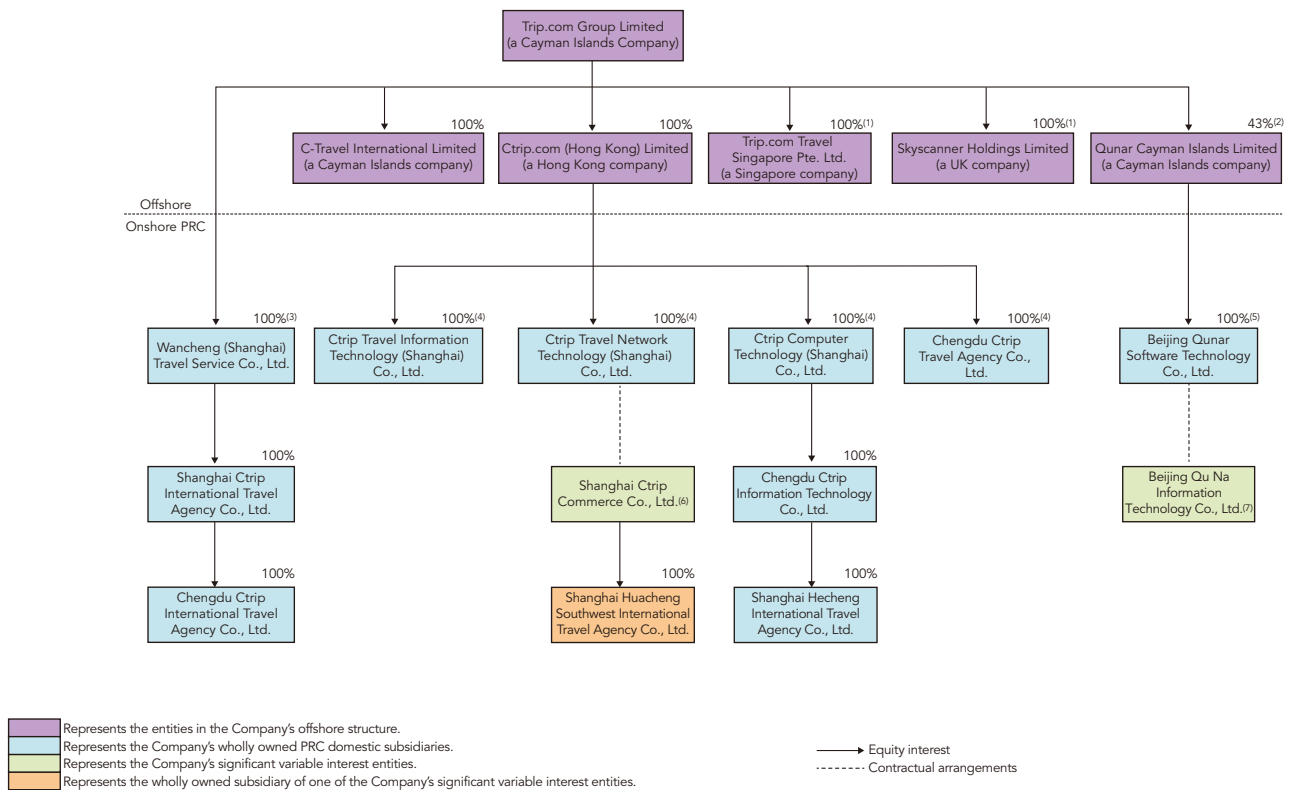 Trip.com Group Limited
(a Cayman Islands Company)
100%
C-Travel International Limited
(a Cayman Islands company)
100%
Ctrip.com (Hong Kong) Limited
(a Hong Kong company)
100%(1)
Trip.com Travel
Singapore Pte. Ltd.
(a Singapore company)
100%(1)
Skyscanner Holdings Limited
(a UK company)
43%(2)
Qunar Cayman Islands Limited
(a Cayman Islands company)
Offshore
Onshore PRC
100%(3)
Wancheng (Shanghai)
Travel Service Co., Ltd.
100%(4)
Ctrip Travel Information
Technology (Shanghai)
Co., Ltd.
100%(4)
Ctrip Travel Network
Technology (Shanghai)
Co., Ltd.
100%(4)
Ctrip Computer
Technology (Shanghai)
Co., Ltd.
100%(4)
Chengdu Ctrip
Travel Agency Co.,
Ltd.
100%(5)
Beijing Qunar
Software Technology
Co., Ltd.
100%
Shanghai Ctrip
International Travel
Agency Co., Ltd.
Shanghai Ctrip
Commerce Co., Ltd.(6)
100%
Chengdu Ctrip
Information Technology
Co., Ltd.
Beijing Qu Na
Information
Technology Co., Ltd.(7)
100%
Chengdu Ctrip
International Travel
Agency Co., Ltd.
100%
Shanghai Huacheng
Southwest International
Travel Agency Co., Ltd.
100%
Shanghai Hecheng
International Travel
Agency Co., Ltd.
Represents the entities in the Company's offshore structure.
Represents the Company's wholly owned PRC domestic subsidiaries.
Represents the Company's significant variable interest entities.
Represents the wholly owned subsidiary of one of the Company's significant variable interest entities.
Equity interest
Contractual arrangements